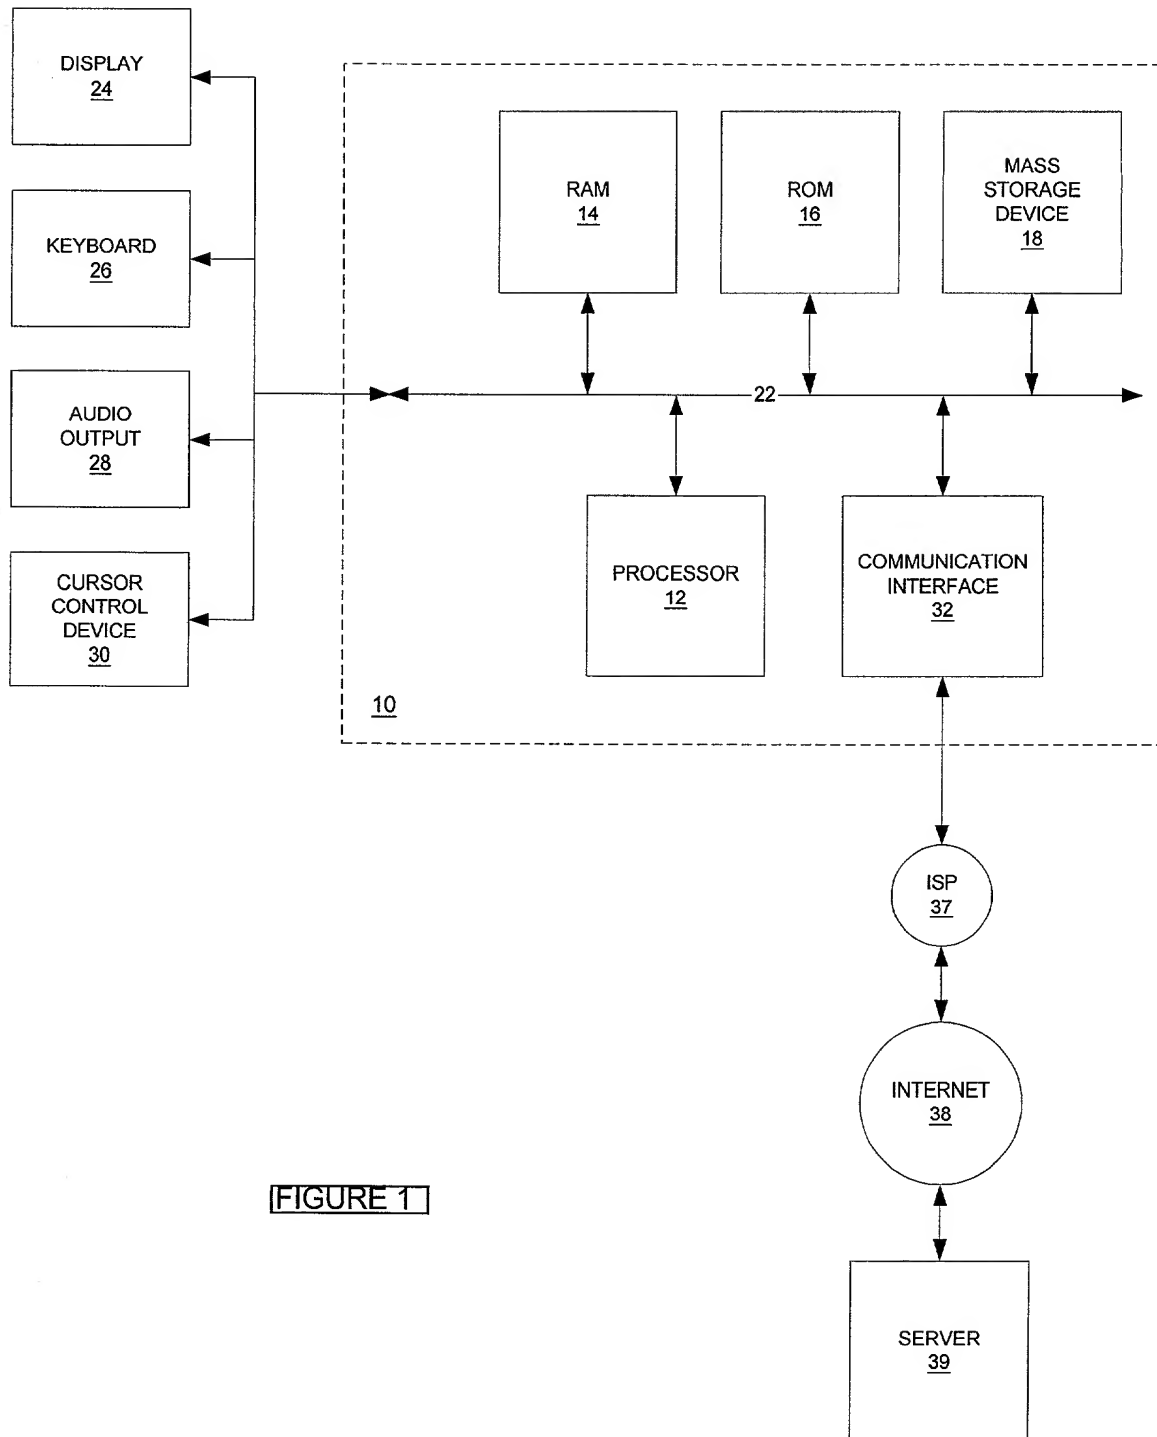 DISPLAY
24
KEYBOARD
26
AUDIO
OUTPUT
28
CURSOR
CONTROL
DEVICE
30
RAM
14
ROM
16
MASS
STORAGE
DEVICE
18
22
PROCESSOR
12
COMMUNICATION
INTERFACE
32
10
ISP
37
INTERNET
38
SERVER
39
FIGURE 1